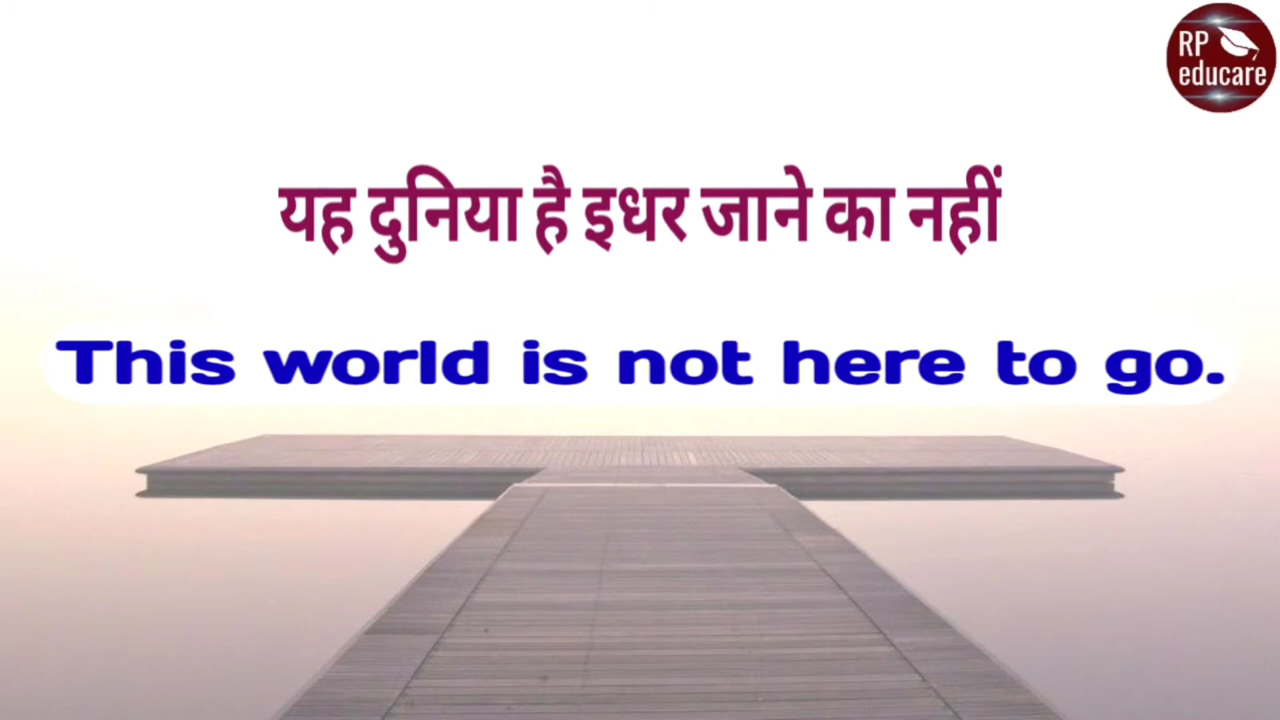 RP
educare
यह दुनिया है इधर जाने का नहीं
This world is not here to go.